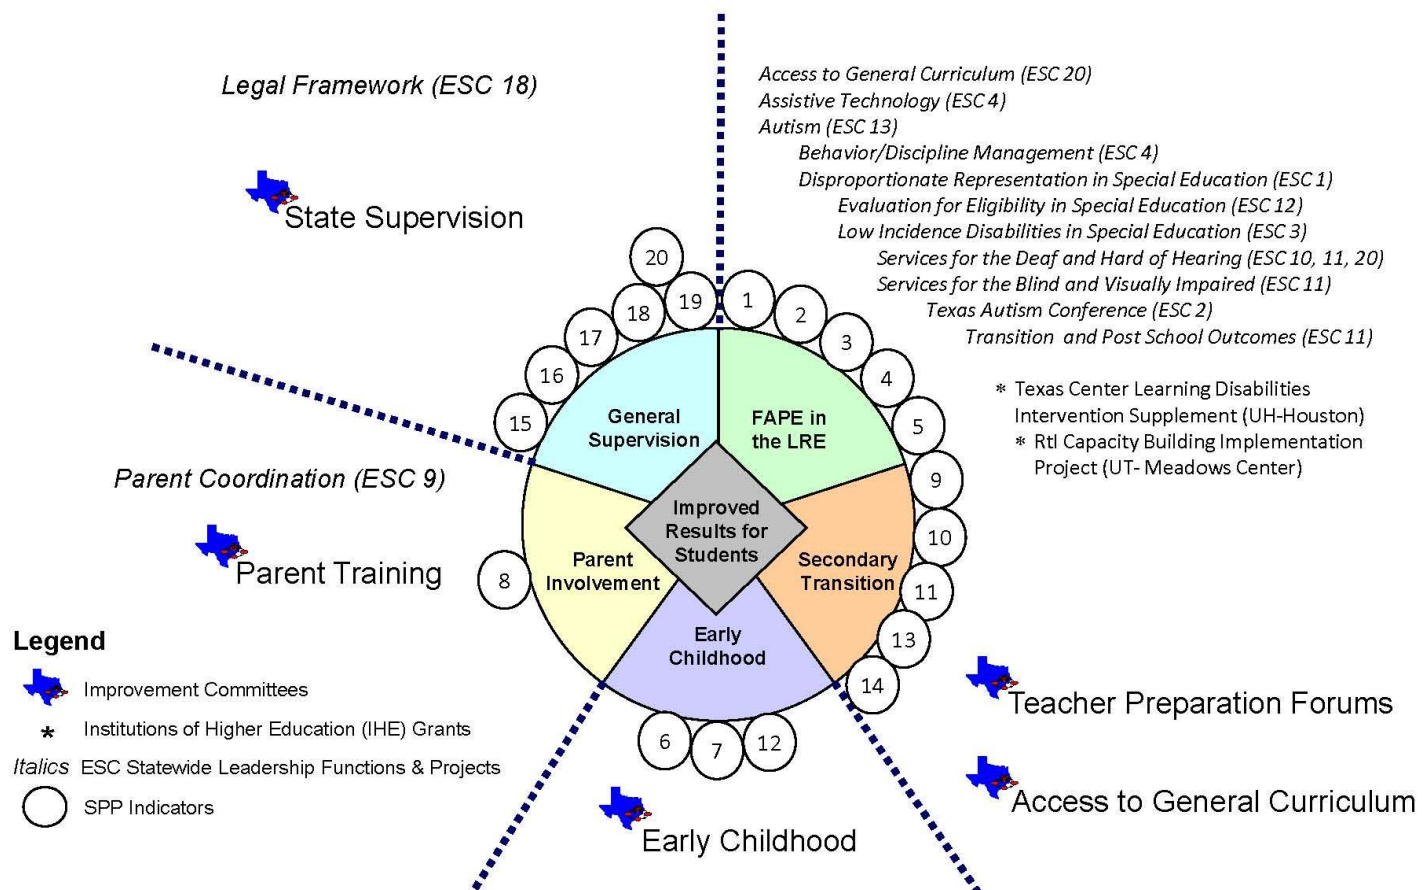 Legal Framework (ESC 18)
State Supervision
Access to General Curriculum (ESC 20)
Assistive Technology (ESC 4)
Autism (ESC 13)
Behavior/Discipline Management (ESC 4)
Disproportionate Representation in Special Education (ESC 1)
Evaluation for Eligibility in Special Education (ESC 12)
Low Incidence Disabilities in Special Education (ESC 3)
Services for the Deaf and Hard of Hearing (ESC 10, 11, 20)
Services for the Blind and Visually Impaired (ESC 11)
Texas Autism Conference (ESC 2)
Transition and Post School Outcomes (ESC 11)
* Texas Center Learning Disabilities
Intervention Supplement (UH-Houston)
* RtI Capacity Building Implementation
Project (UT- Meadows Center)
20
19
18
17
16
15
1
2
3
4
5
9
10
11
13
14
General
Supervision
FAPE in
the LRE
Improved
Results for
Students
Parent
Involvement
Secondary
Transition
Early
Childhood
8
6
7
12
Parent Coordination (ESC 9)
Parent Training
Legend
Improvement Committees
* Institutions of Higher Education (IHE) Grants
Italics ESC Statewide Leadership Functions & Projects
SPP Indicators
Early Childhood
Teacher Preparation Forums
Access to General Curriculum